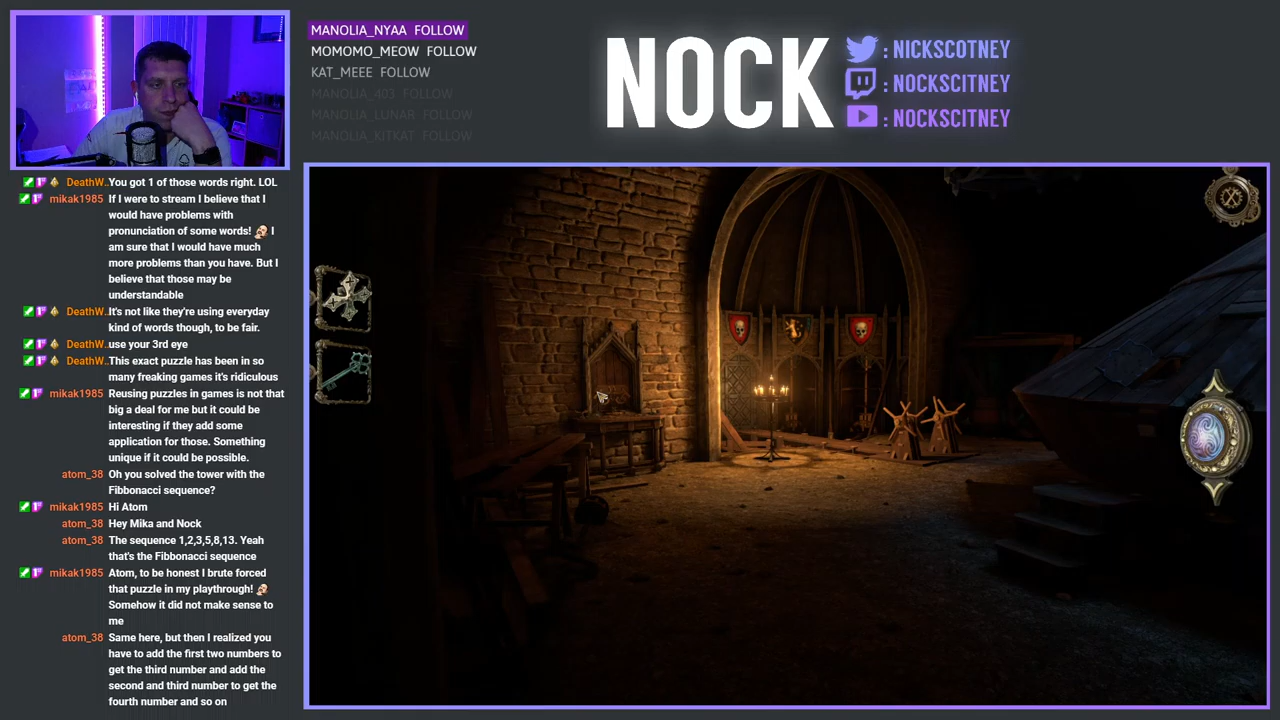 MANOLIA_NYAA FOLLOW
MOMOMO_MEOW FOLLOW
KAT_MEEE FOLLOW
MANOLIA_403 FOLLOW
MANOLIA_LUNAR FOLLOW
MANOLIA_KITKAT FOLLOW
NOCK
: NICKSCOTNEY
: NOCKSCITNEY
: NOCKSCITNEY
DeathW.. You got 1 of those words right. LOL
mikak1985 If I were to stream I believe that I
would have problems with
pronunciation of some words! I
am sure that I would have much
more problems than you have. But I
believe that those may be
understandable
DeathW.. It's not like they're using everyday
kind of words though, to be fair.
DeathW.. use your 3rd eye
DeathW.. This exact puzzle has been in so
many freaking games it's ridiculous
mikak1985 Reusing puzzles in games is not that
big a deal for me but it could be
interesting if they add some
application for those. Something
unique if it could be possible.
atom_38 Oh you solved the tower with the
Fibbonacci sequence?
mikak1985 Hi Atom
atom_38 Hey Mika and Nock
atom_38 The sequence 1,2,3,5,8,13. Yeah
that's the Fibbonacci sequence
mikak1985 Atom, to be honest I brute forced
that puzzle in my playthrough!
Somehow it did not make sense to
me
atom_38 Same here, but then I realized you
have to add the first two numbers to
get the third number and add the
second and third number to get the
fourth number and so on